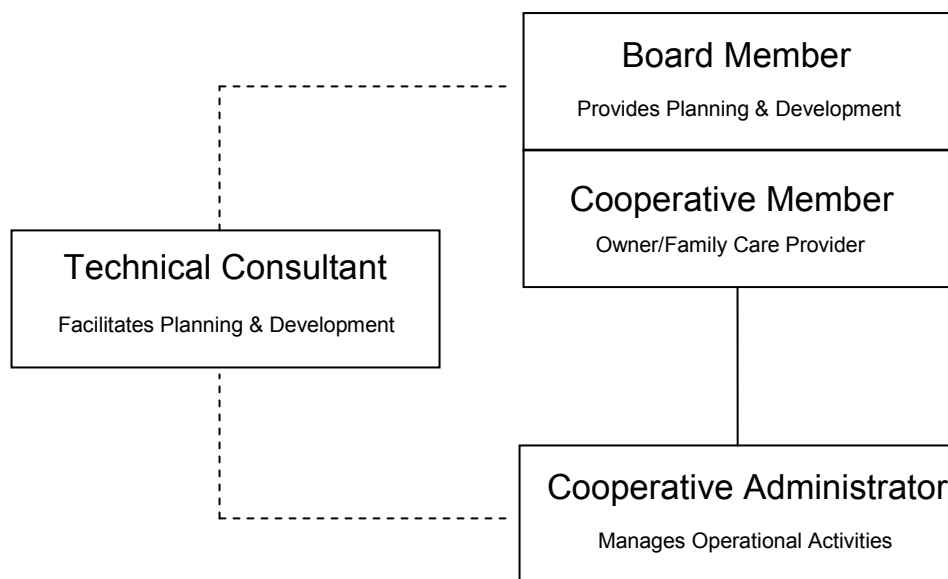 Board Member
Provides Planning & Development
Cooperative Member
Owner/Family Care Provider
Technical Consultant
Facilitates Planning & Development
Cooperative Administrator
Manages Operational Activities